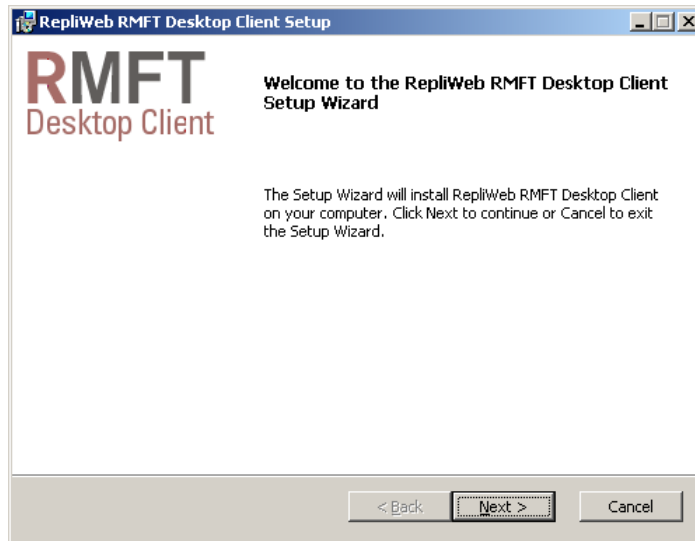 RepliWeb RMFT Desktop Client Setup
RMFT
Desktop Client
Welcome to the RepliWeb RMFT Desktop Client
Setup Wizard
The Setup Wizard will install RepliWeb RMFT Desktop Client
on your computer. Click Next to continue or Cancel to exit
the Setup Wizard.
< Back
Next >
Cancel